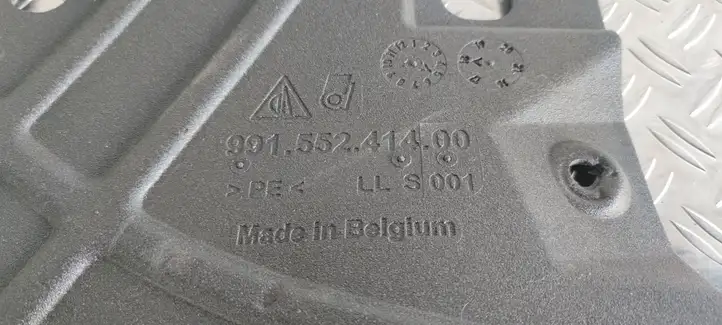 991.552.414.00
>PE< LL S 001
Made in Belgium